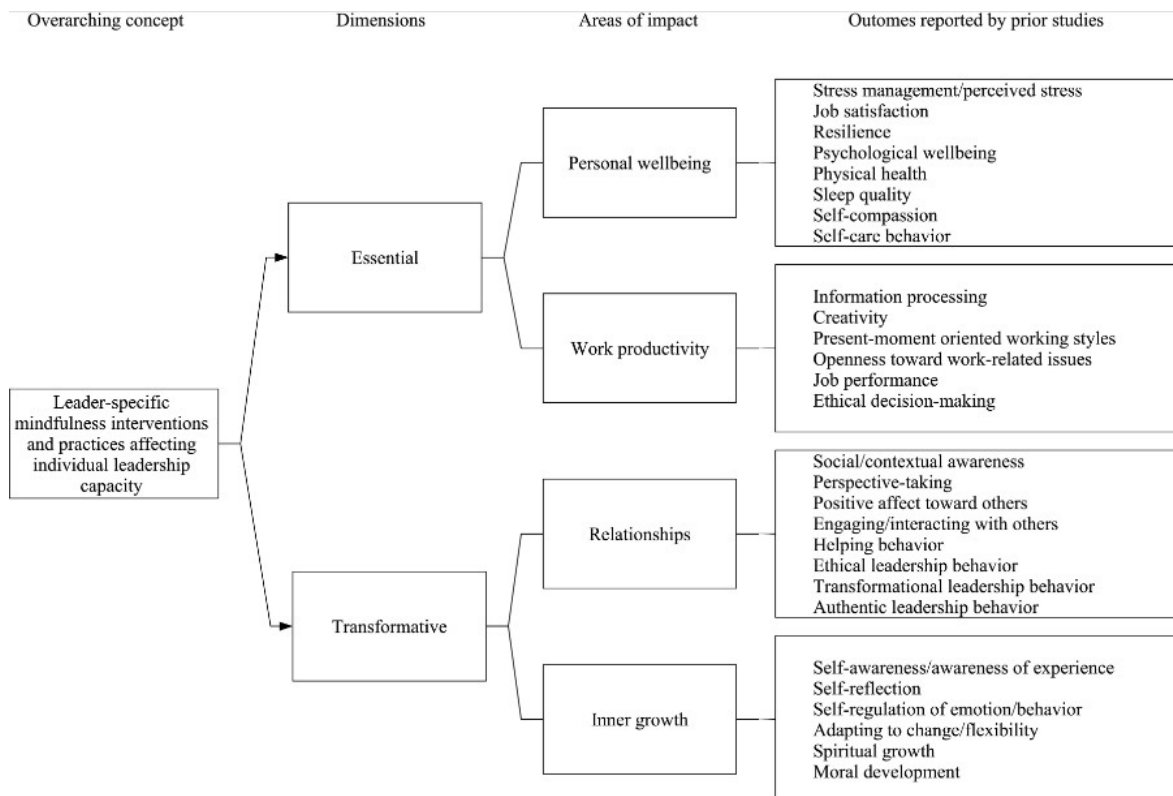 Overarching concept
Dimensions
Areas of impact
Outcomes reported by prior studies
Leader-specific
mindfulness interventions
and practices affecting
individual leadership
capacity
Essential
Personal wellbeing
Stress management/perceived stress
Job satisfaction
Resilience
Psychological wellbeing
Physical health
Sleep quality
Self-compassion
Self-care behavior
Work productivity
Information processing
Creativity
Present-moment oriented working styles
Openness toward work-related issues
Job performance
Ethical decision-making
Transformative
Relationships
Social/contextual awareness
Perspective-taking
Positive affect toward others
Engaging/interacting with others
Helping behavior
Ethical leadership behavior
Transformational leadership behavior
Authentic leadership behavior
Inner growth
Self-awareness/awareness of experience
Self-reflection
Self-regulation of emotion/behavior
Adapting to change/flexibility
Spiritual growth
Moral development